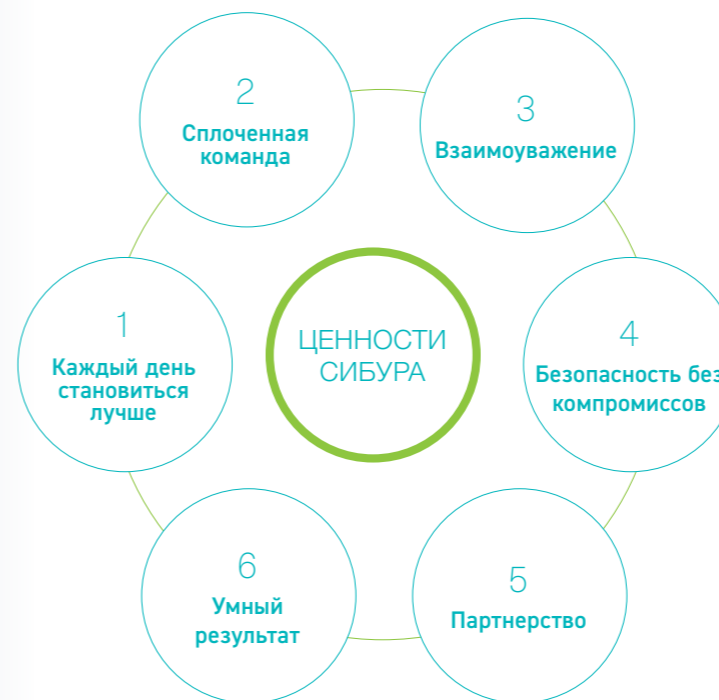 ЦЕННОСТИ
СИБУРА
1
Каждый день
становиться
лучше
2
Сплоченная
команда
3
Взаимоуважение
4
Безопасность без
компромиссов
5
Партнерство
6
Умный
результат